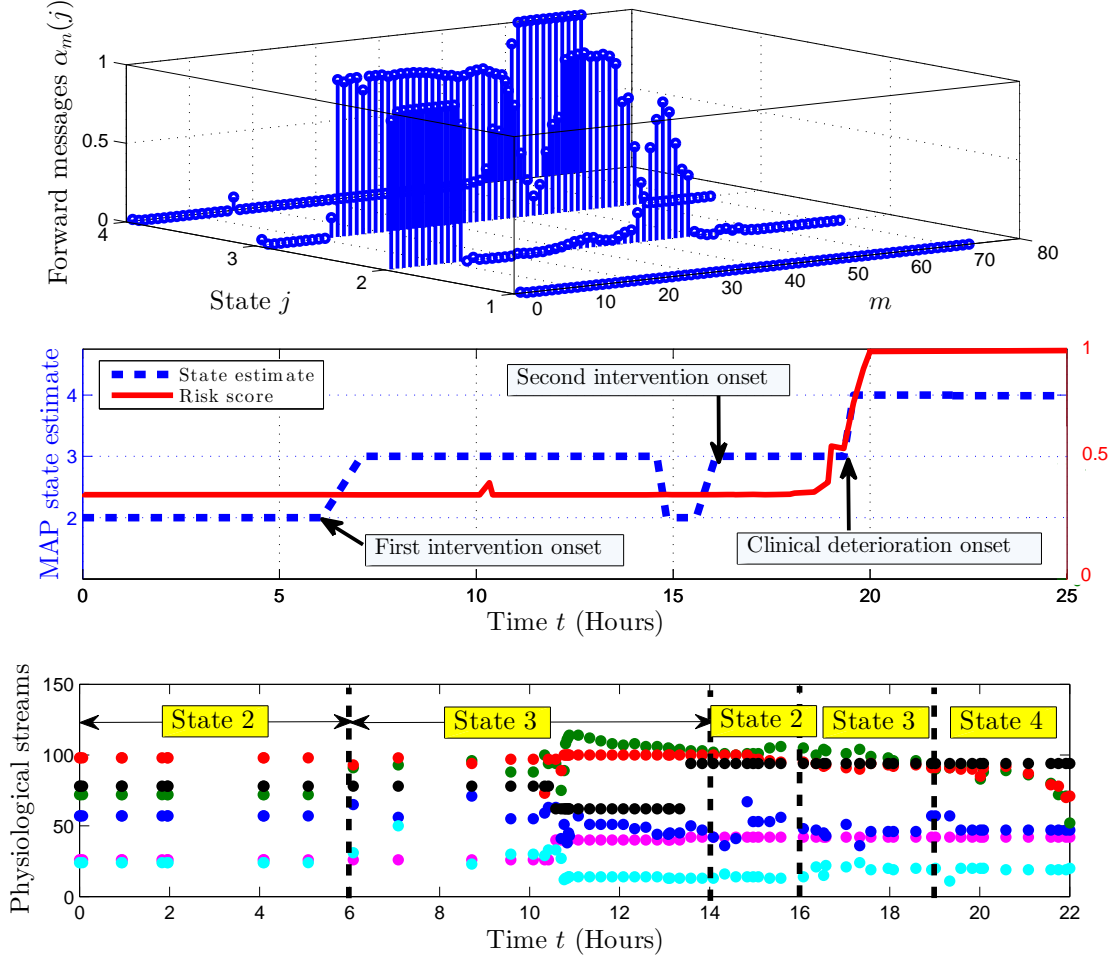 Forward messages α_m(j)
1
0.5
0
4
3
2
1
State j
0
10
20
30
40
50
60
70
80
m
MAP state estimate
4
3
2
State estimate
Risk score
Second intervention onset
First intervention onset
Clinical deterioration onset
1
0.5
0
0
5
10
15
20
25
Time t (Hours)
Physiological streams
150
100
50
0
State 2
State 3
State 2
State 3
State 4
0
2
4
6
8
10
12
14
16
18
20
22
Time t (Hours)